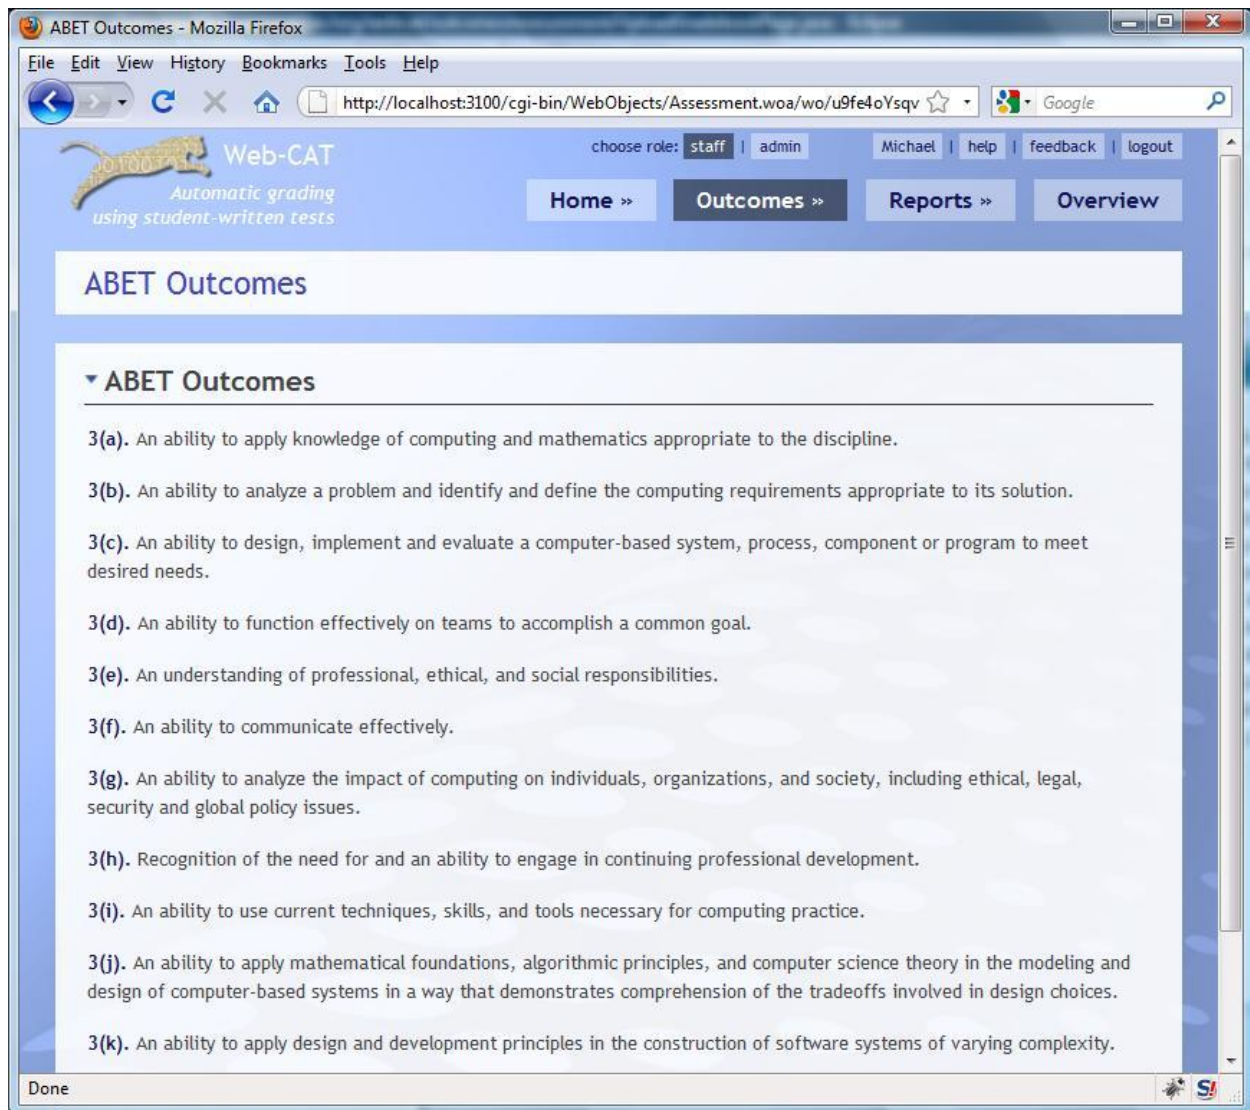 ABET Outcomes - Mozilla Firefox
File Edit View History Bookmarks Tools Help
http://localhost:3100/cgi-bin/WebObjects/Assessment.woa/wo/u9fe4oYsqv Google
Web-CAT
Automatic grading
using student-written tests
choose role: staff | admin Michael | help | feedback | logout
Home » Outcomes » Reports » Overview
ABET Outcomes
ABET Outcomes
3(a). An ability to apply knowledge of computing and mathematics appropriate to the discipline.
3(b). An ability to analyze a problem and identify and define the computing requirements appropriate to its solution.
3(c). An ability to design, implement and evaluate a computer-based system, process, component or program to meet
desired needs.
3(d). An ability to function effectively on teams to accomplish a common goal.
3(e). An understanding of professional, ethical, and social responsibilities.
3(f). An ability to communicate effectively.
3(g). An ability to analyze the impact of computing on individuals, organizations, and society, including ethical, legal,
security and global policy issues.
3(h). Recognition of the need for and an ability to engage in continuing professional development.
3(i). An ability to use current techniques, skills, and tools necessary for computing practice.
3(j). An ability to apply mathematical foundations, algorithmic principles, and computer science theory in the modeling and
design of computer-based systems in a way that demonstrates comprehension of the tradeoffs involved in design choices.
3(k). An ability to apply design and development principles in the construction of software systems of varying complexity.
Done S!